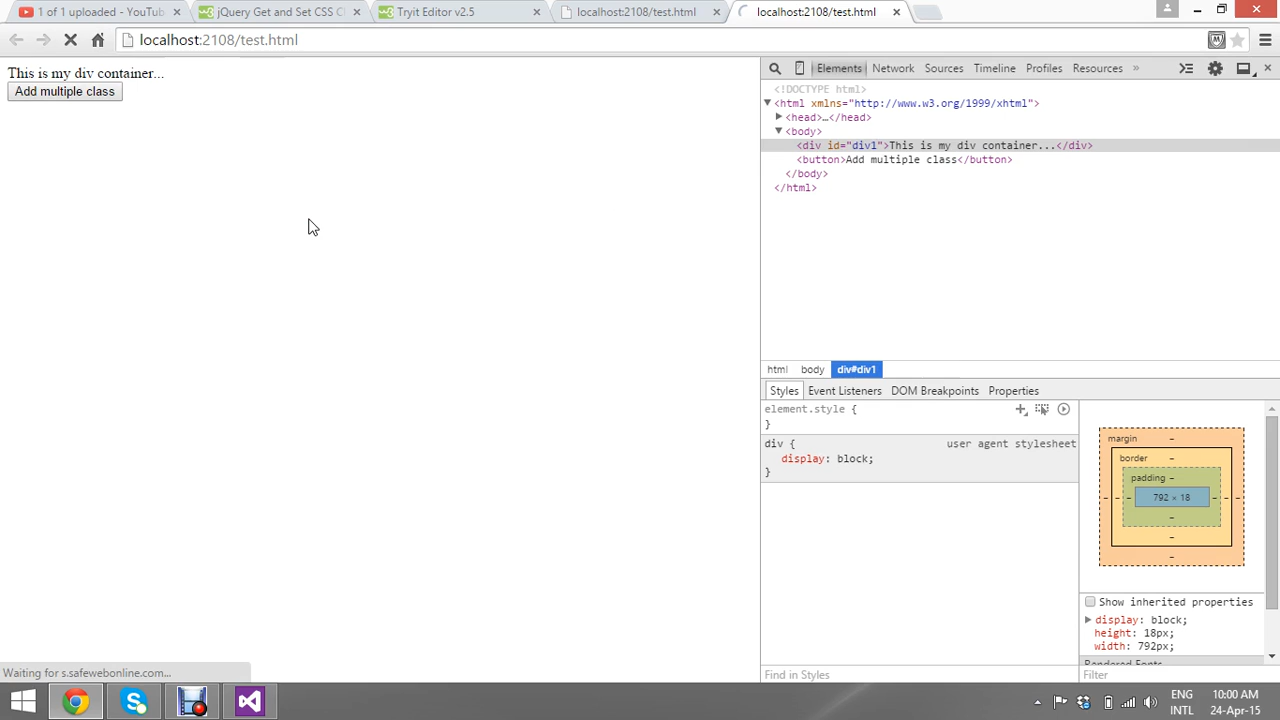 1 of 1 uploaded - YouTub
jQuery Get and Set CSS Cl
Tryit Editor v2.5
localhost:2108/test.html
localhost:2108/test.html
localhost:2108/test.html
This is my div container...
Add multiple class
Elements Network Sources Timeline Profiles Resources »
<!DOCTYPE html>
<html xmlns="http://www.w3.org/1999/xhtml">
<head>…</head>
<body>
<div id="div1">This is my div container...</div>
<button>Add multiple class</button>
</body>
</html>
html body div#div1
Styles Event Listeners DOM Breakpoints Properties
element.style {
}
div { user agent stylesheet
display: block;
}
margin -
border -
padding -
- - - 792 × 18 - - -
-
-
-
Show inherited properties
display: block;
height: 18px;
width: 792px;
Find in Styles
Filter
Waiting for s.safewebonline.com...
ENG
INTL
10:00 AM
24-Apr-15